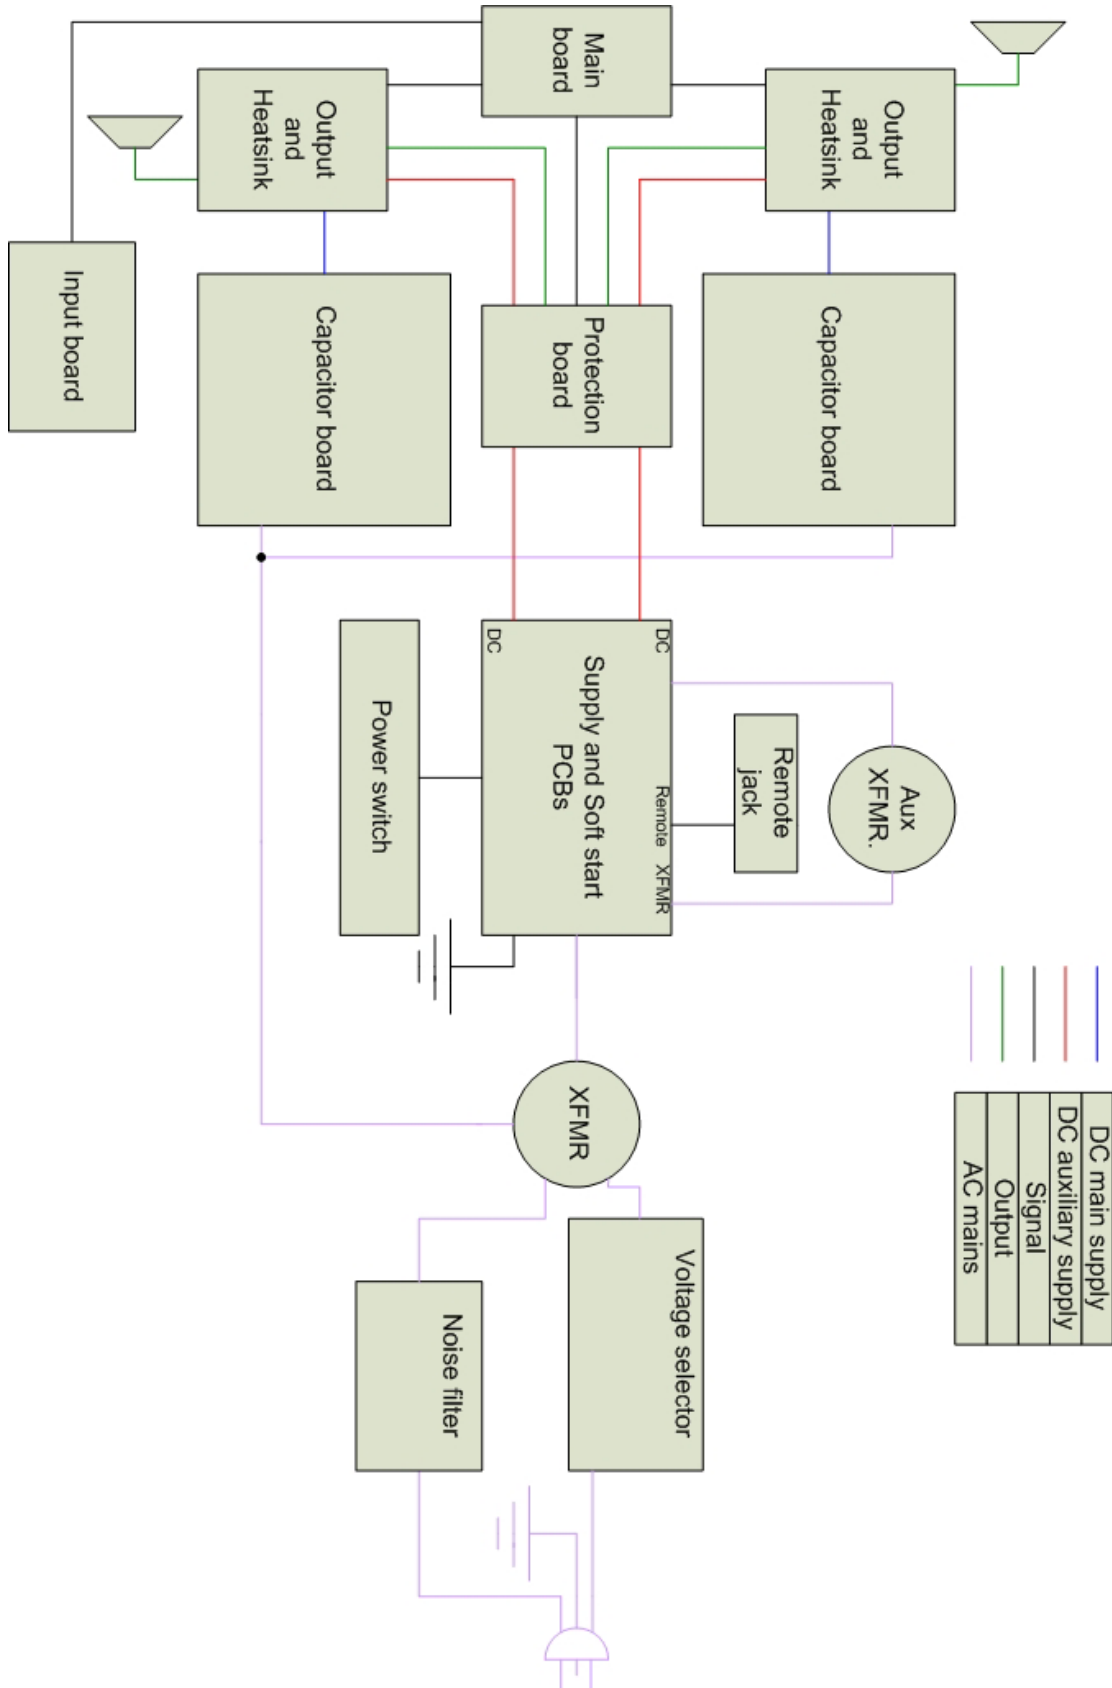 Main
board
Output
and
Heatsink
Output
and
Heatsink
Input board
Capacitor board
Protection
board
Capacitor board
DC
DC
Supply and Soft start
PCBs
Remote
XFMR
Power switch
Remote
jack
Aux
XFMR.
XFMR
Voltage selector
Noise filter
DC main supply
DC auxiliary supply
Signal
Output
AC mains